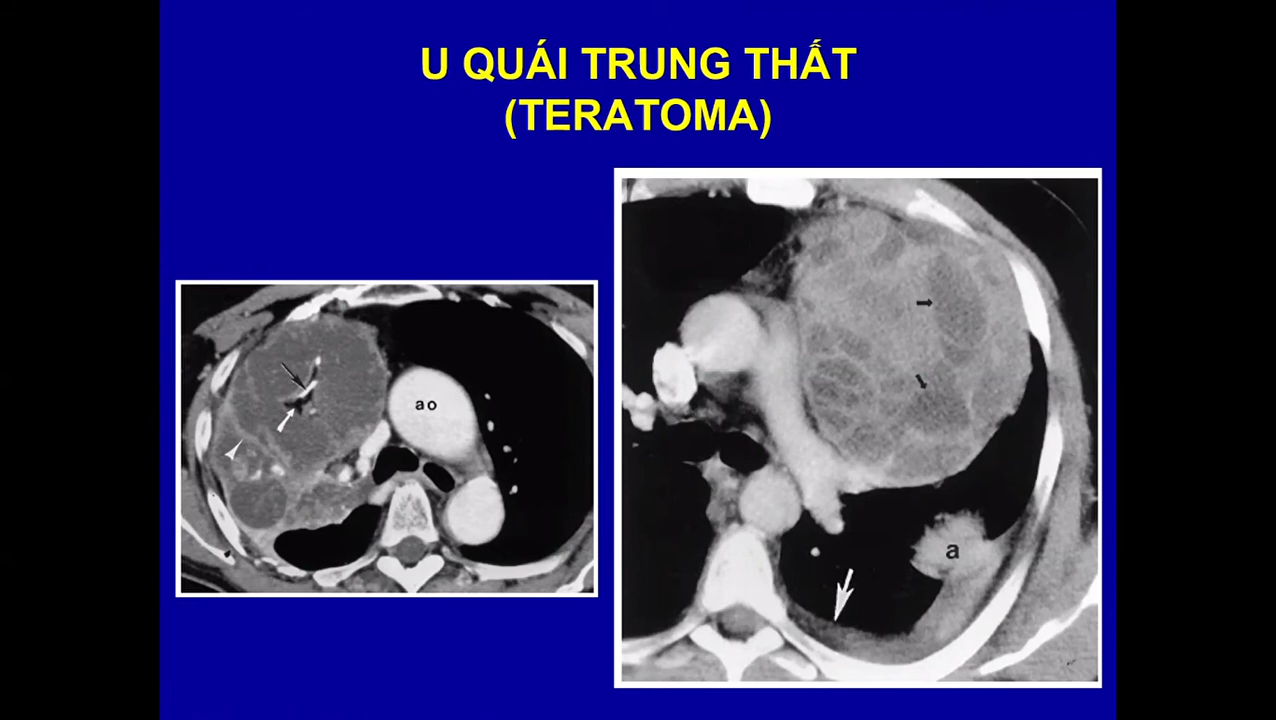 U QUÁI TRUNG THẤT
(TERATOMA)
ao
a